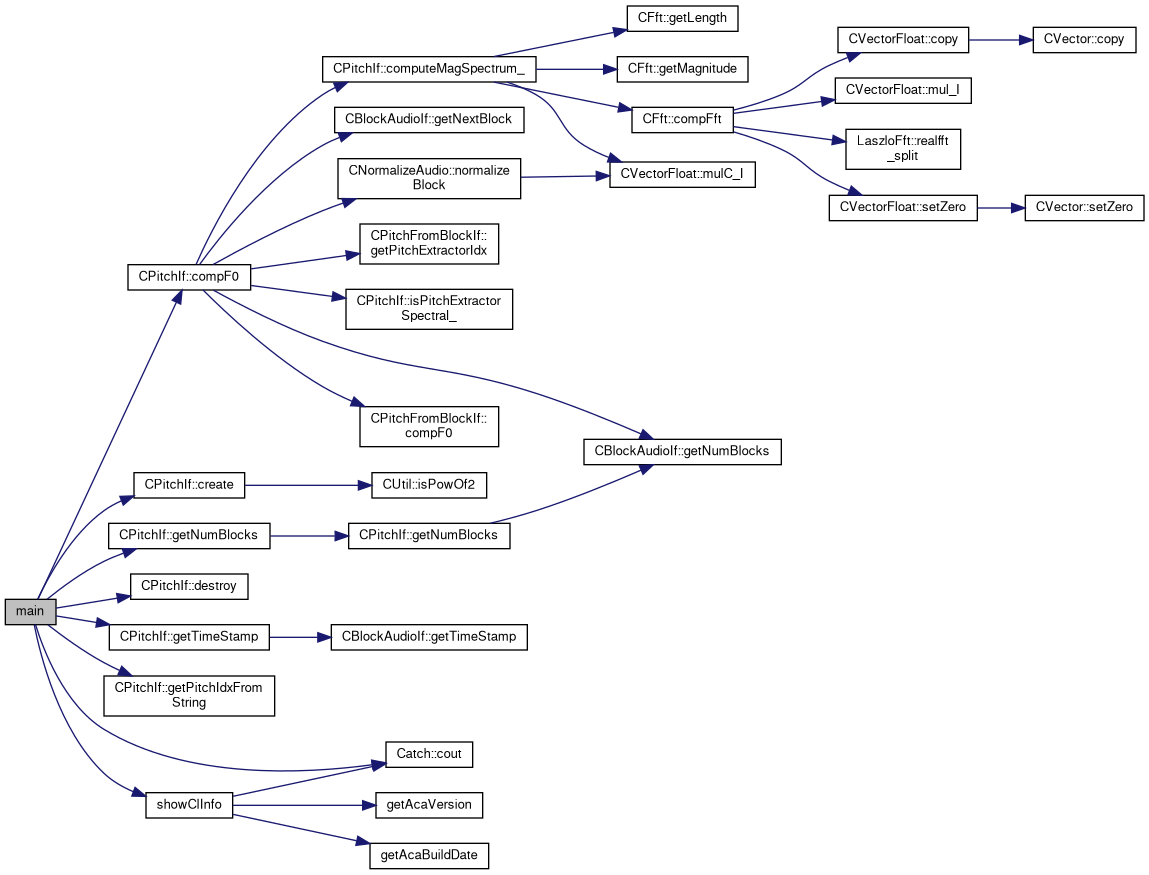 CFft::getLength
CVectorFloat::copy
CVector::copy
CPitchIf::computeMagSpectrum_
CFft::getMagnitude
CVectorFloat::mul_I
CBlockAudioIf::getNextBlock
CFft::compFft
LaszloFft::realfft
_split
CNormalizeAudio::normalize
Block
CVectorFloat::mulC_I
CVectorFloat::setZero
CVector::setZero
CPitchFromBlockIf::
getPitchExtractorIdx
CPitchIf::compF0
CPitchIf::isPitchExtractor
Spectral_
CPitchFromBlockIf::
compF0
CBlockAudioIf::getNumBlocks
CPitchIf::create
CUtil::isPowOf2
CPitchIf::getNumBlocks
CPitchIf::getNumBlocks
CPitchIf::destroy
main
CPitchIf::getTimeStamp
CBlockAudioIf::getTimeStamp
CPitchIf::getPitchIdxFrom
String
Catch::cout
showClInfo
getAcaVersion
getAcaBuildDate